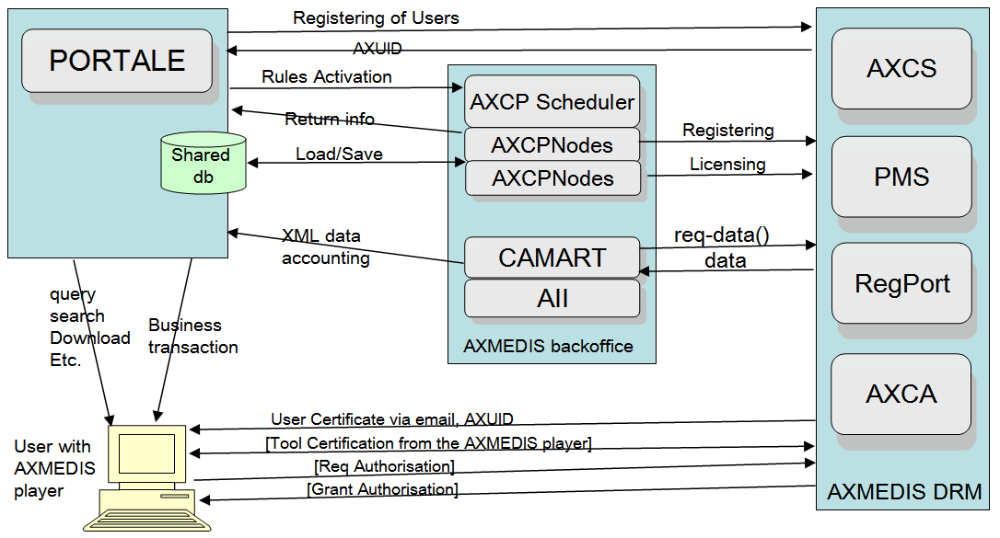 Registering of Users
PORTALE
AXUID
AXCS
Rules Activation
AXCP Scheduler
Return info
AXCPNodes
Registering
Shared
db
Load/Save
AXCPNodes
Licensing
PMS
XML data
accounting
CAMART
req-data()
data
RegPort
AII
query
search
Download
Etc.
Business
transaction
AXMEDIS backoffice
AXCA
User Certificate via email, AXUID
[Tool Certification from the AXMEDIS player]
[Req Authorisation]
[Grant Authorisation]
User with
AXMEDIS
player
AXMEDIS DRM